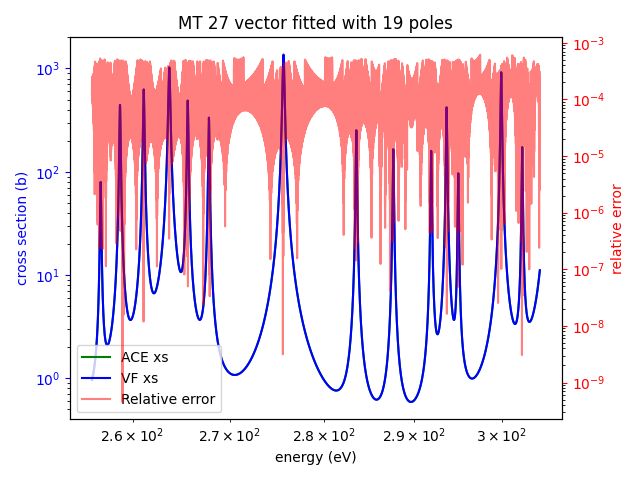 MT 27 vector fitted with 19 poles
10³
10²
10¹
10⁰
cross section (b)
10⁻³
10⁻⁴
10⁻⁵
10⁻⁶
10⁻⁷
10⁻⁸
10⁻⁹
relative error
ACE xs
VF xs
Relative error
2.6 × 10² 2.7 × 10² 2.8 × 10² 2.9 × 10² 3 × 10²
energy (eV)